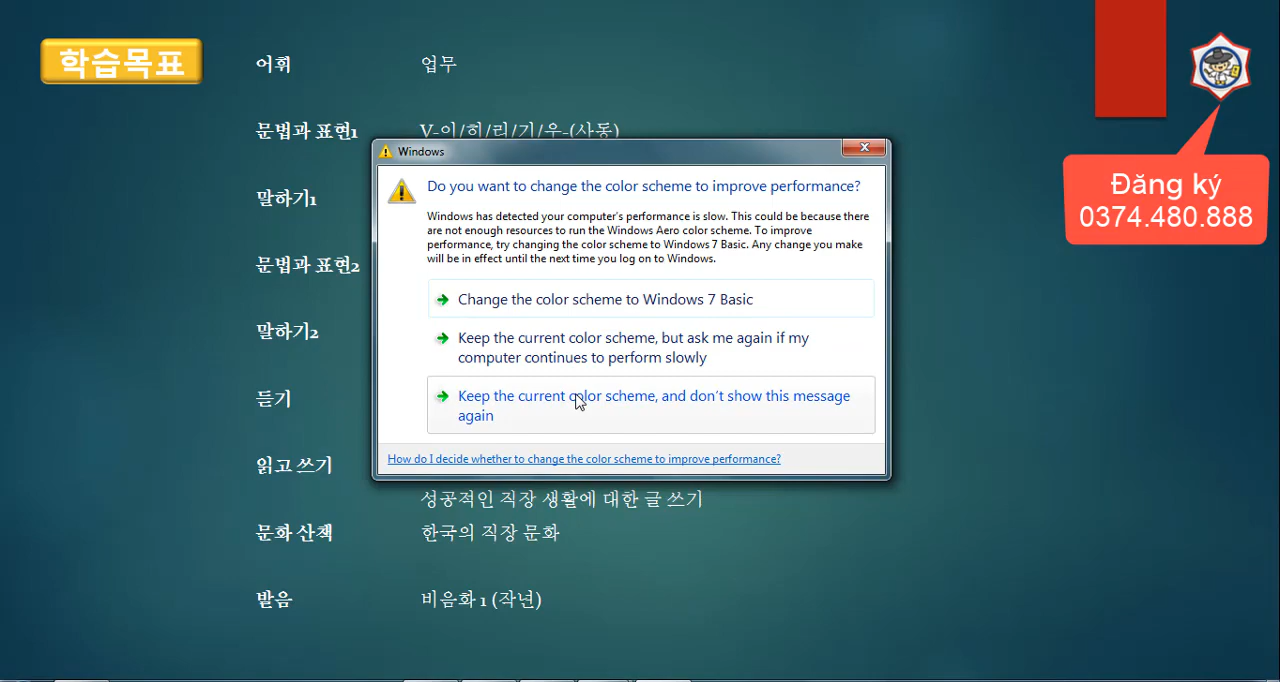 학습목표
어휘 업무
문법과 표현1 V-이/히/리/기/우-(사동)
말하기1
문법과 표현2
말하기2
듣기
읽고 쓰기
성공적인 직장 생활에 대한 글 쓰기
문화 산책 한국의 직장 문화
발음 비음화 1 (작년)
Windows
Do you want to change the color scheme to improve performance?
Windows has detected your computer's performance is slow. This could be because there
are not enough resources to run the Windows Aero color scheme. To improve
performance, try changing the color scheme to Windows 7 Basic. Any change you make
will be in effect until the next time you log on to Windows.
Change the color scheme to Windows 7 Basic
Keep the current color scheme, but ask me again if my
computer continues to perform slowly
Keep the current color scheme, and don't show this message
again
How do I decide whether to change the color scheme to improve performance?
Đăng ký
0374.480.888